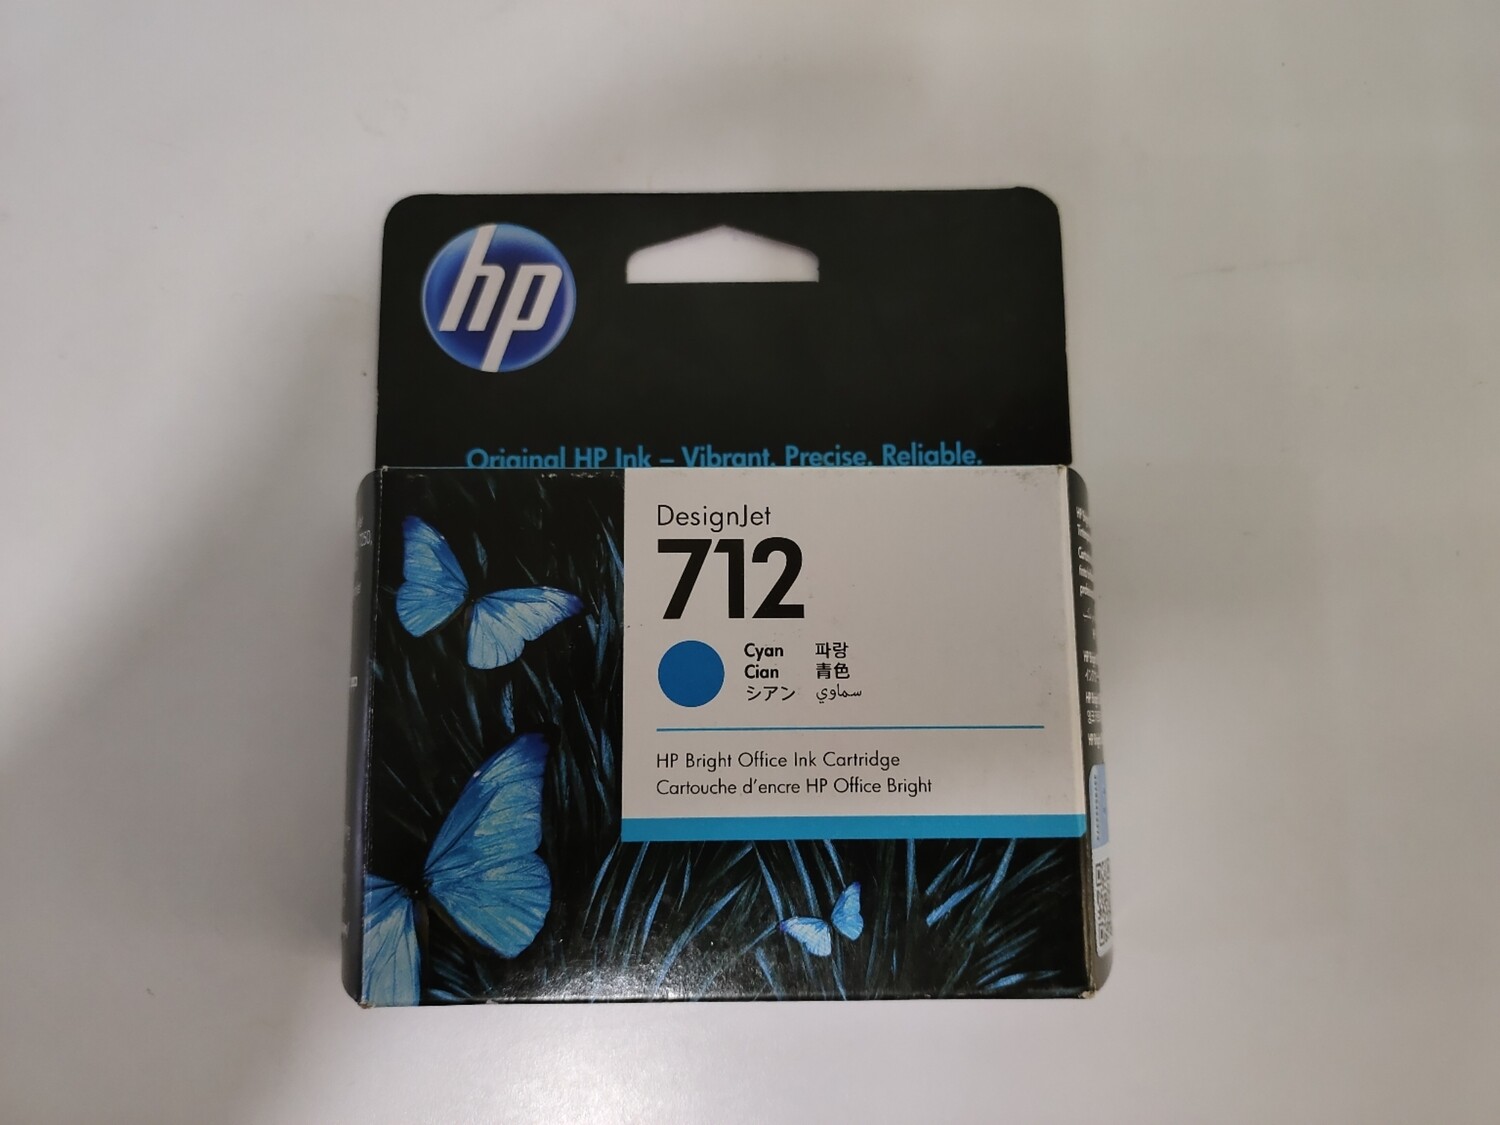 hp
Original HP Ink – Vibrant. Precise. Reliable.
DesignJet
712
Cyan 파랑
Cian 青色
シアン سماوي
HP Bright Office Ink Cartridge
Cartouche d'encre HP Office Bright